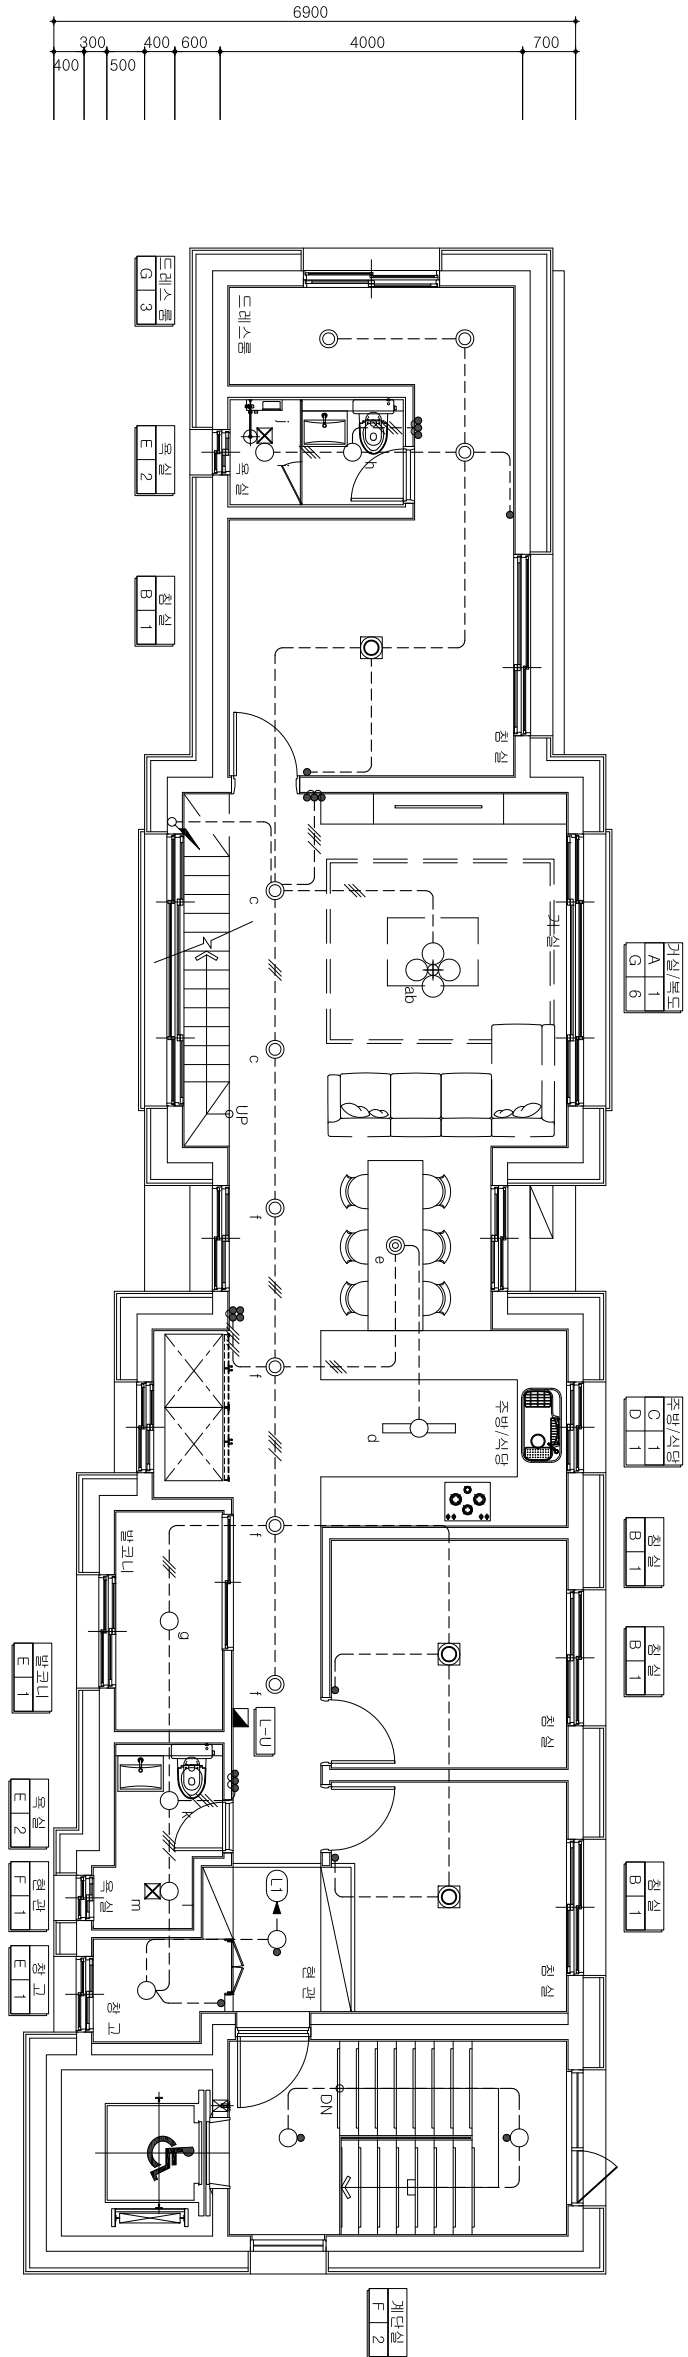 6900
300
400 600
4000
700
400
500
드레스룸
G 3
드레스룸
욕실
E 2
j
i
h
욕실
침실
B 1
침실
c
거실
거실/복도
A 1
G 6
ab
c
UP
f
e
f
d
주방/식당
주방/식당
C 1
D 1
f
발코니
침실
B 1
g
침실
B 1
발코니
E 1
f
L-U
침실
k
욕실
E 2
l
m
욕실
L1
현관
F 1
침실
B 1
현관
침실
창고
E 1
창고
DN
계단실
F 2